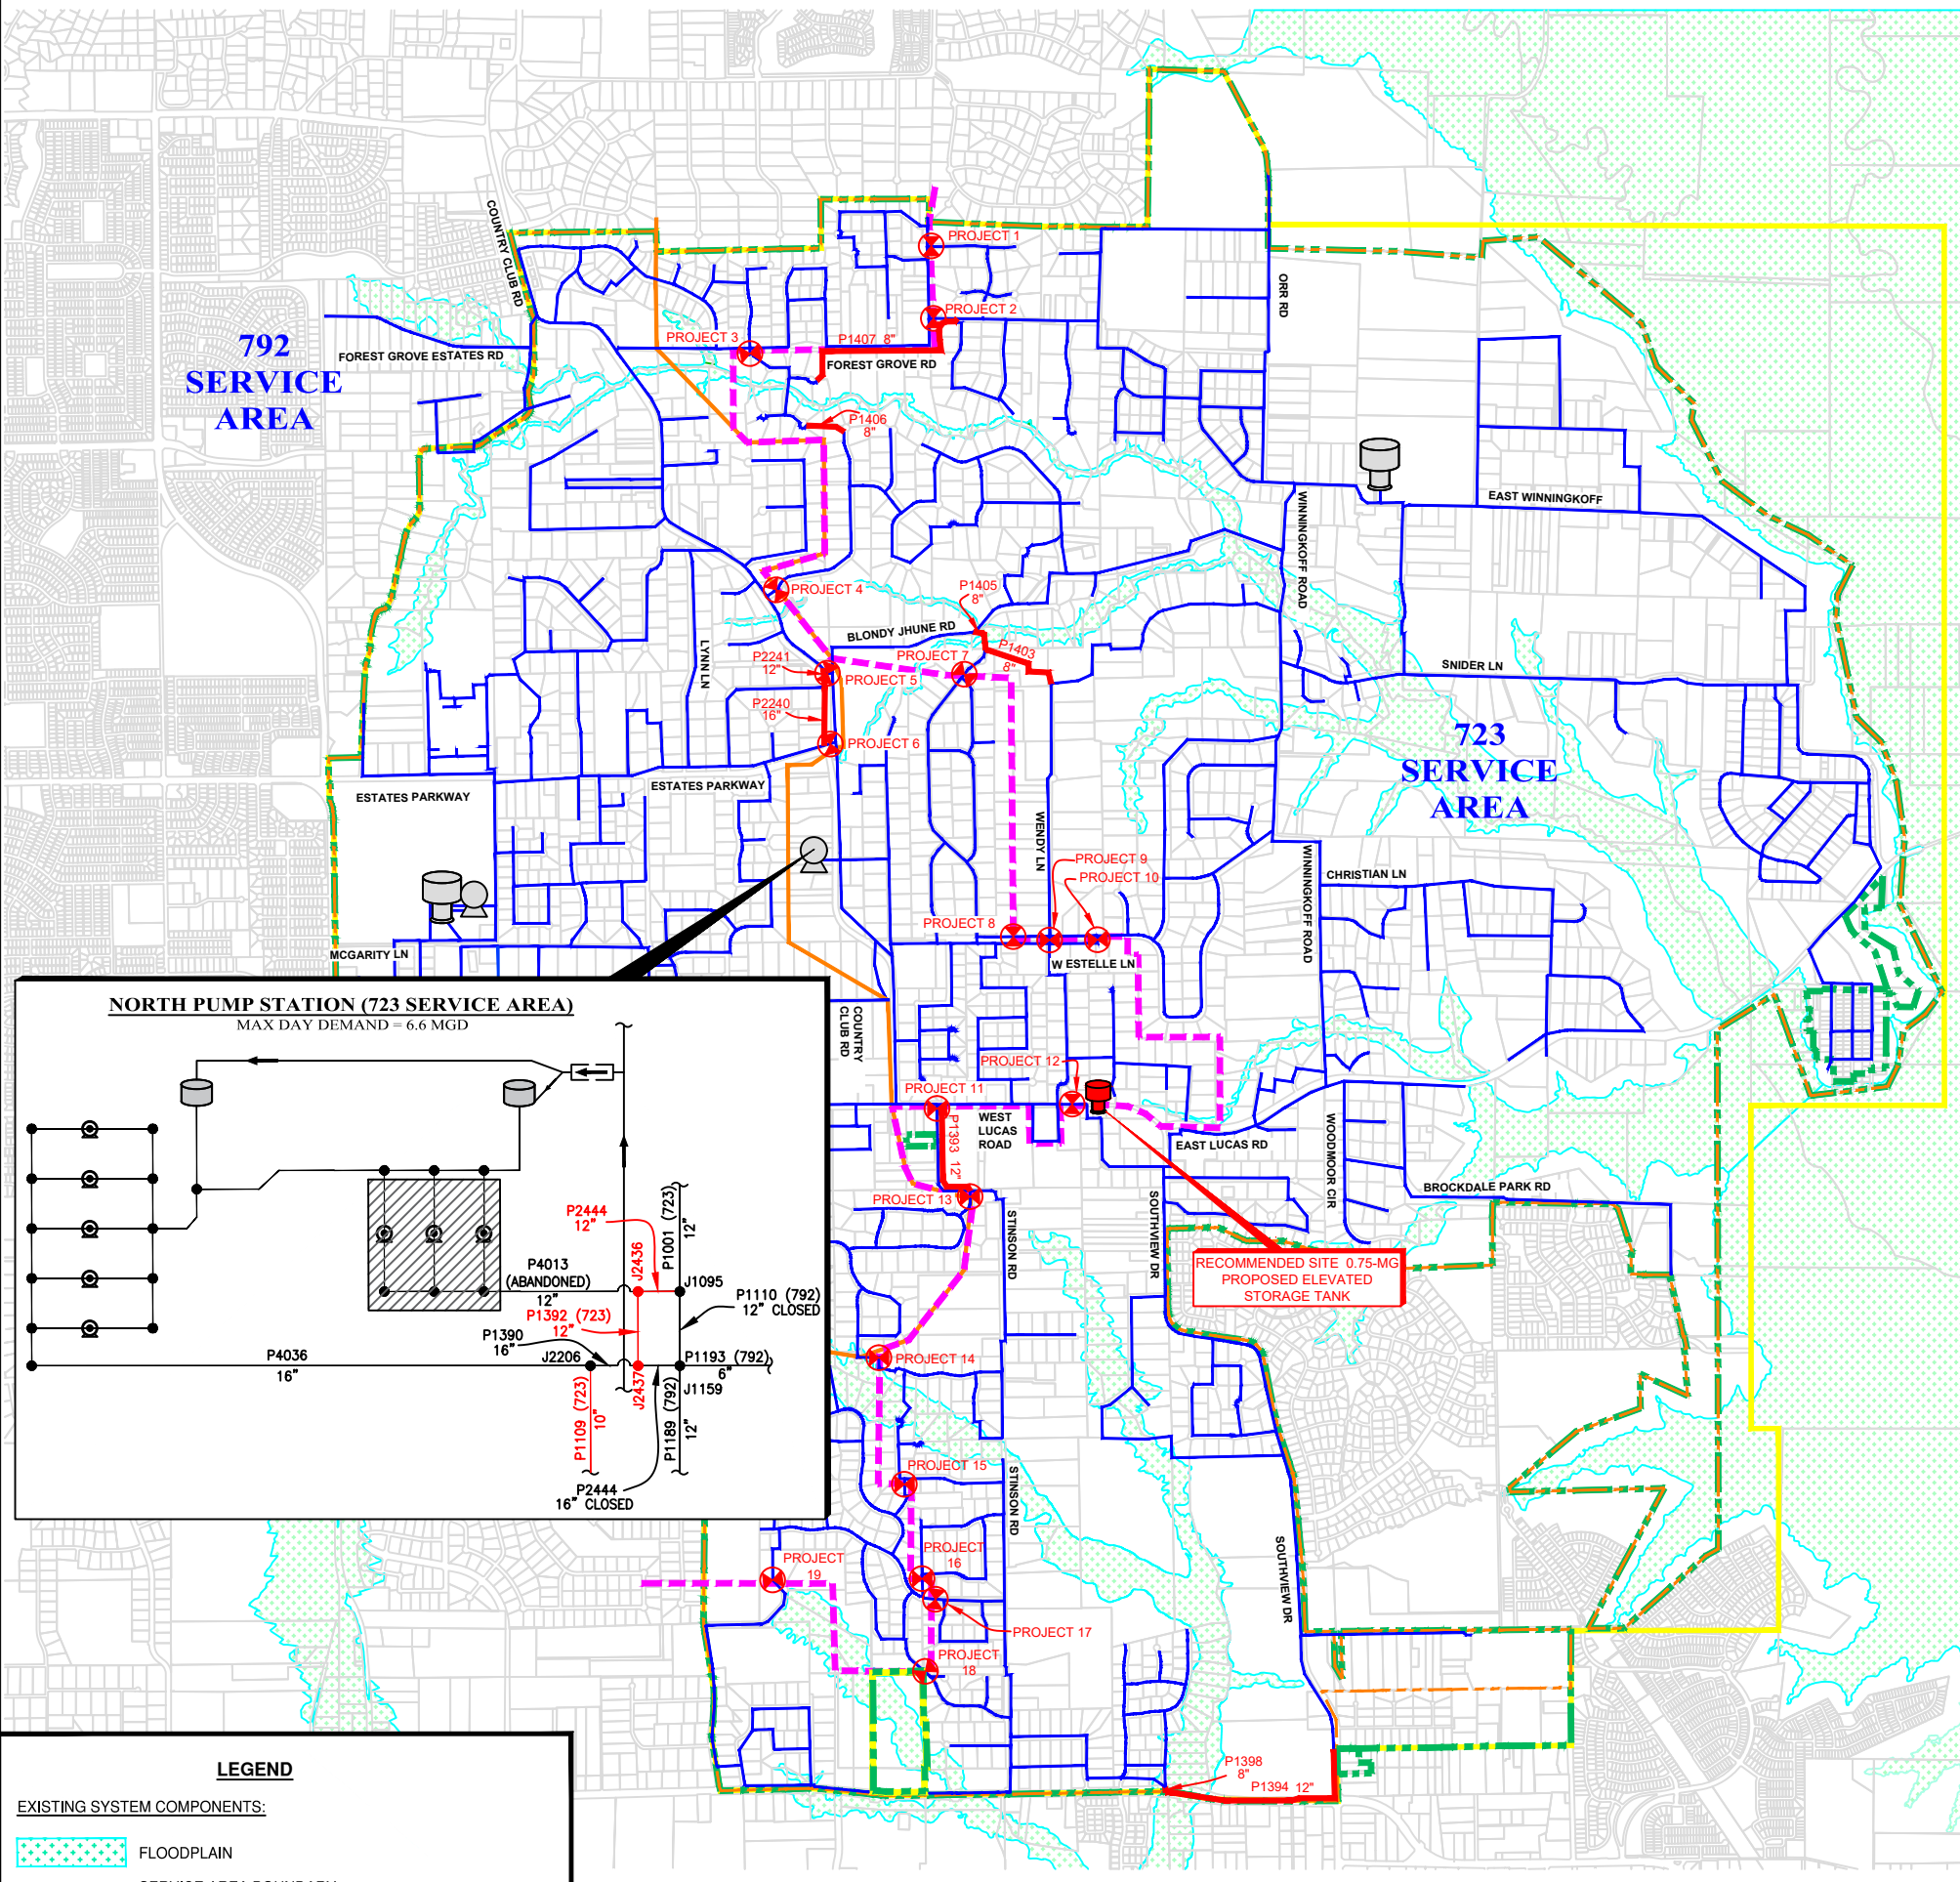 COUNTRY CLUB RD
PROJECT 1
ORR RD
PROJECT 2
792
SERVICE
AREA
FOREST GROVE ESTATES RD
PROJECT 3
P1407 8"
FOREST GROVE RD
P1406
8"
EAST WINNINGKOFF
WINNINGKOFF ROAD
PROJECT 4
P1405
8"
BLONDY JHUNE RD
LYNN LN
P2241
12"
PROJECT 5
PROJECT 7
P1403
8"
SNIDER LN
P2240
16"
PROJECT 6
723
SERVICE
AREA
ESTATES PARKWAY
ESTATES PARKWAY
WENDY LN
PROJECT 9
PROJECT 10
WINNINGKOFF ROAD
CHRISTIAN LN
PROJECT 8
W ESTELLE LN
MCGARITY LN
COUNTRY
CLUB RD
PROJECT 12
PROJECT 11
WEST
LUCAS
ROAD
P1393 12"
EAST LUCAS RD
WOODMOOR CIR
BROCKDALE PARK RD
PROJECT 13
STINSON RD
SOUTHVIEW DR
RECOMMENDED SITE 0.75-MG
PROPOSED ELEVATED
STORAGE TANK
PROJECT 14
PROJECT 15
STINSON RD
PROJECT
16
PROJECT
19
SOUTHVIEW DR
PROJECT 17
PROJECT
18
P1398
8"
P1394 12"
NORTH PUMP STATION (723 SERVICE AREA)
MAX DAY DEMAND = 6.6 MGD
P2444
12"
J2436
P1001 (723)
12"
P4013
(ABANDONED)
12"
J1095
P1392 (723)
12"
P1110 (792)
12" CLOSED
P1390
16"
J2206
P4036
16"
P1193 (792)
6"
J2437
J1159
P1109 (723)
10"
P1189 (792)
12"
P2444
16" CLOSED
LEGEND
EXISTING SYSTEM COMPONENTS:
FLOODPLAIN